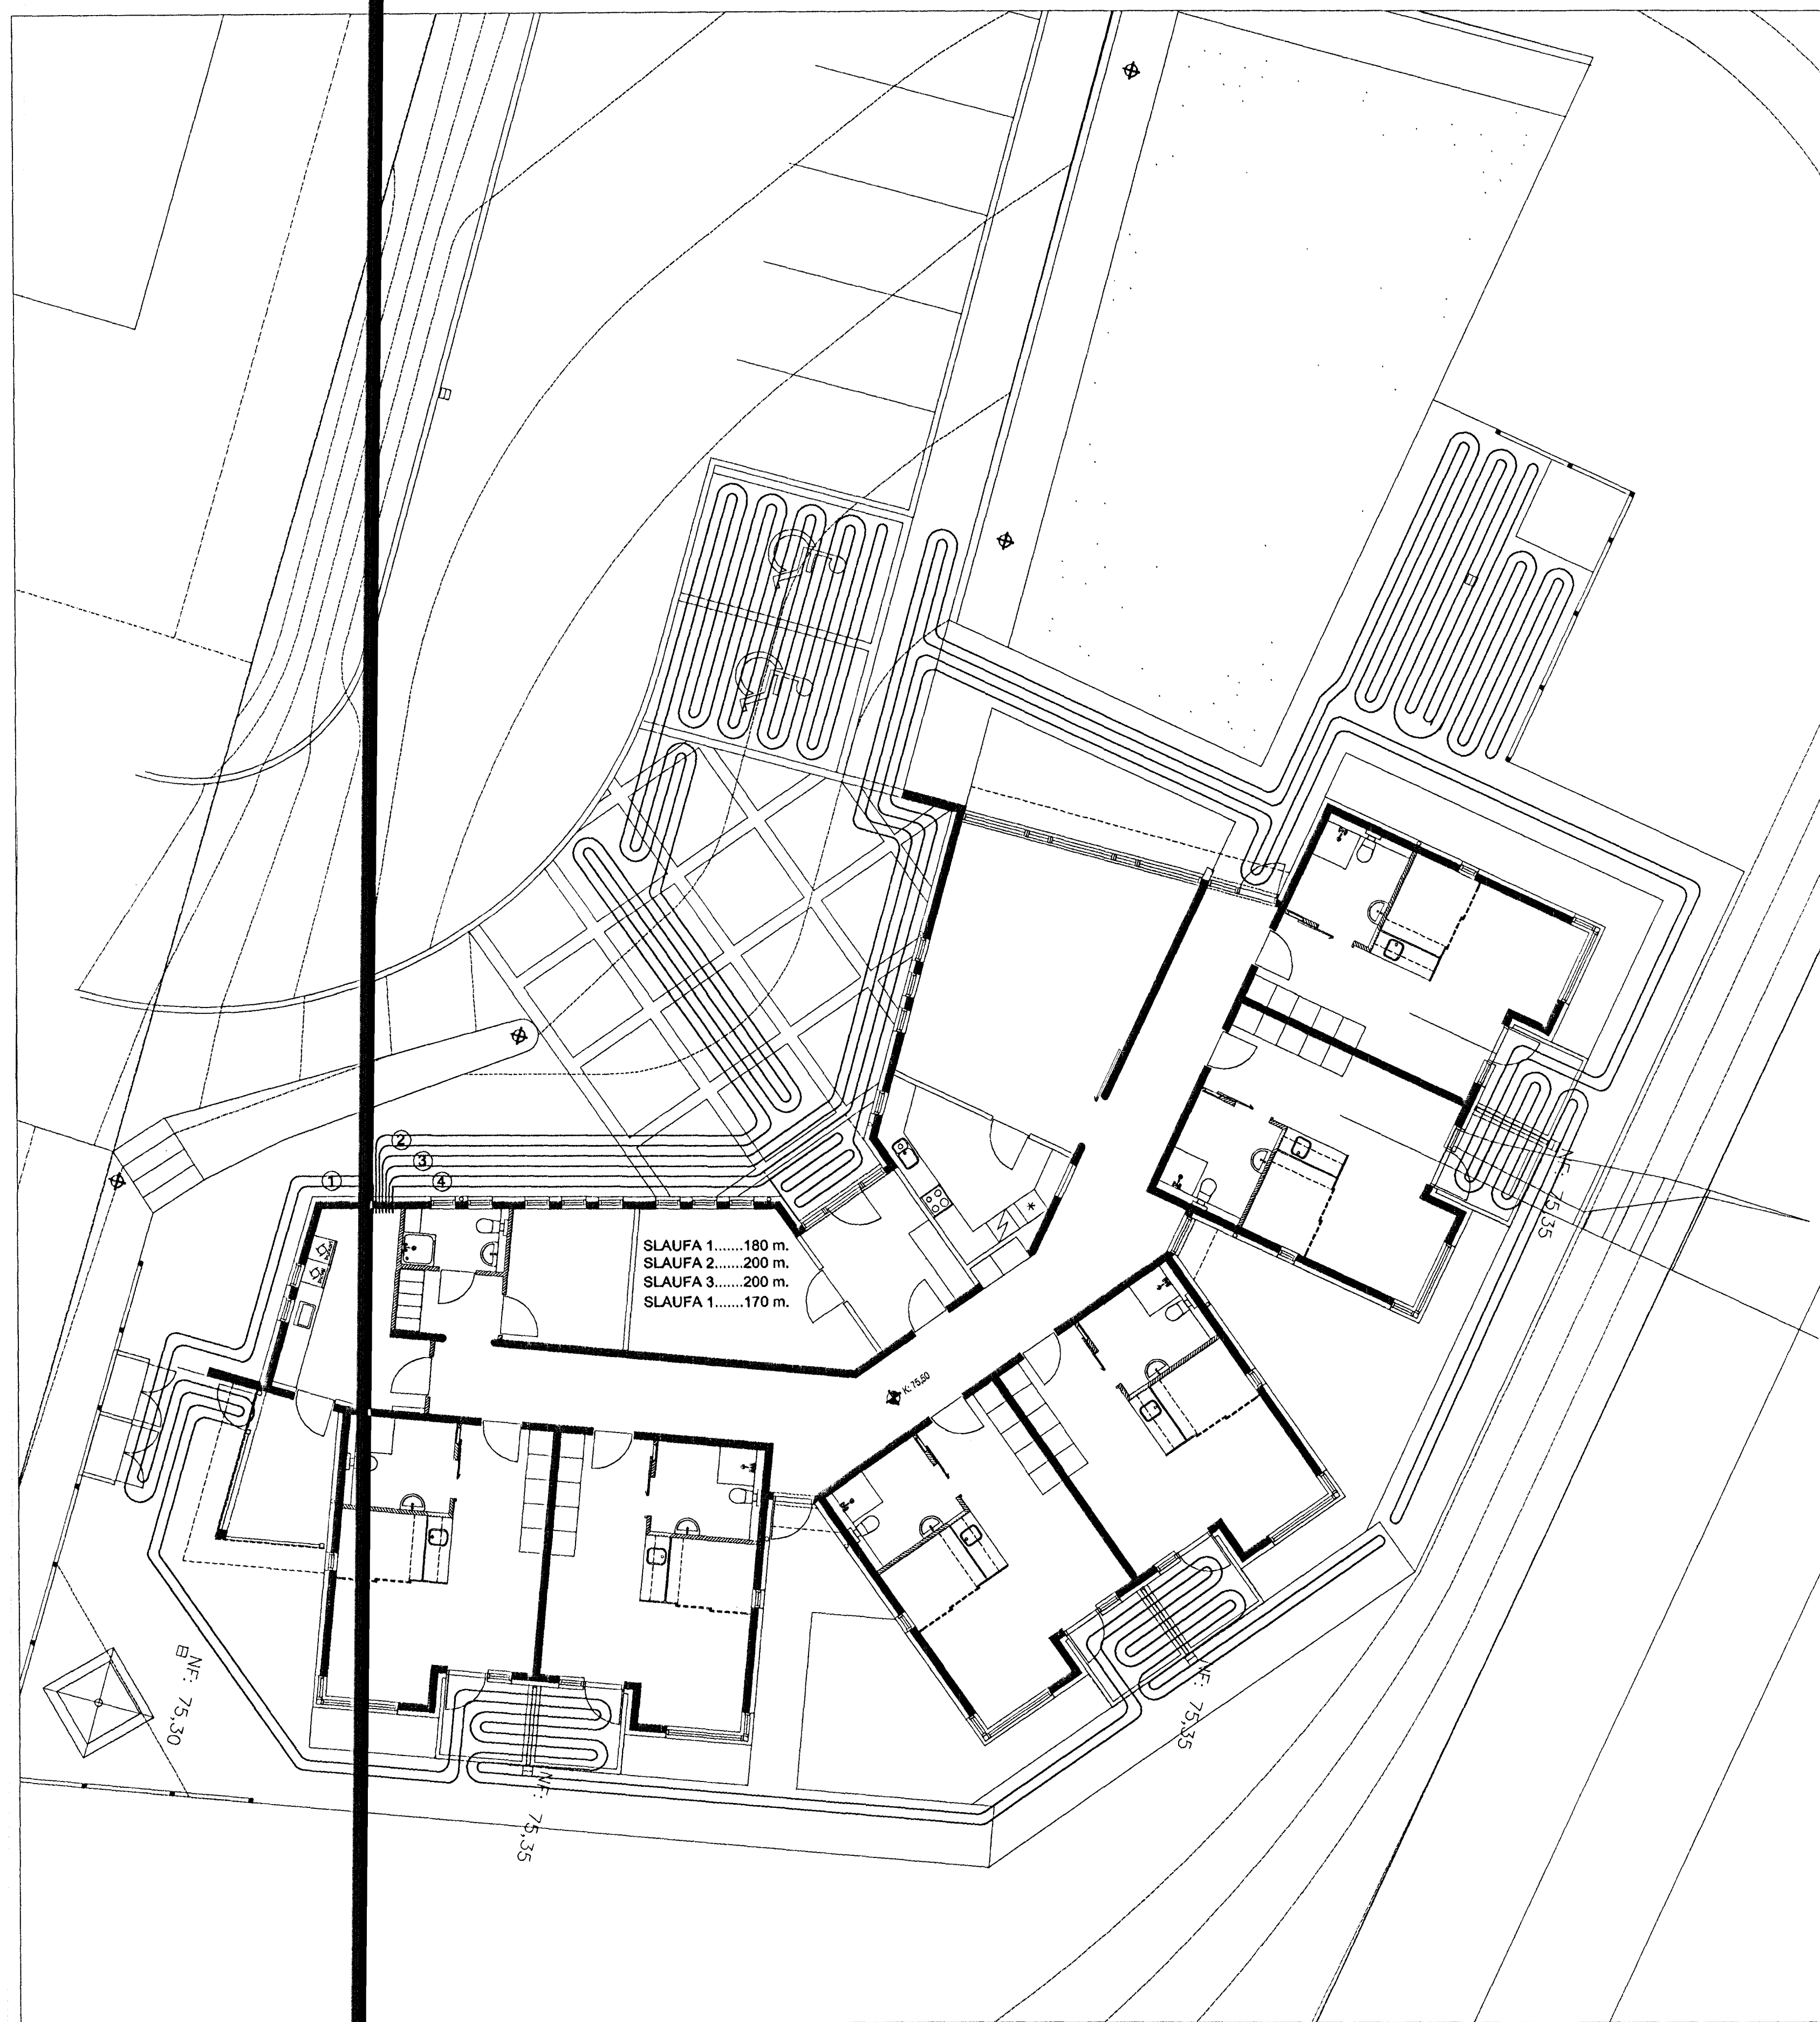 ②
③
①
④
SLAUFA 1.......180 m.
SLAUFA 2.......200 m.
SLAUFA 3.......200 m.
SLAUFA 1.......170 m.
K: 75,50
NF: 75,35
NF: 75,30
NF: 75,35
NF: 75,35